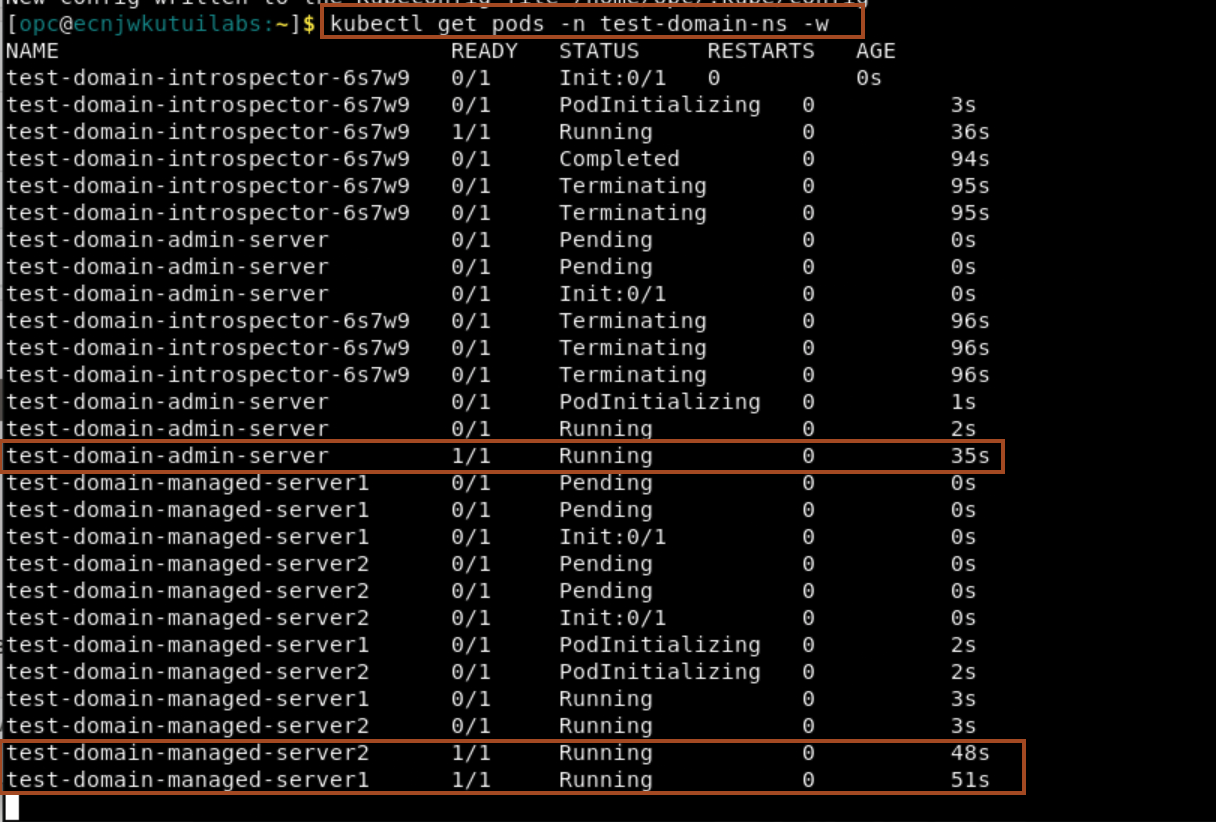 New config written to the Kubeconfig file /home/opc/.kube/config
[opc@ecnjwkutuilabs:~]$ kubectl get pods -n test-domain-ns -w
NAME READY STATUS RESTARTS AGE
test-domain-introspector-6s7w9 0/1 Init:0/1 0 0s
test-domain-introspector-6s7w9 0/1 PodInitializing 0 3s
test-domain-introspector-6s7w9 1/1 Running 0 36s
test-domain-introspector-6s7w9 0/1 Completed 0 94s
test-domain-introspector-6s7w9 0/1 Terminating 0 95s
test-domain-introspector-6s7w9 0/1 Terminating 0 95s
test-domain-admin-server 0/1 Pending 0 0s
test-domain-admin-server 0/1 Pending 0 0s
test-domain-admin-server 0/1 Init:0/1 0 0s
test-domain-introspector-6s7w9 0/1 Terminating 0 96s
test-domain-introspector-6s7w9 0/1 Terminating 0 96s
test-domain-introspector-6s7w9 0/1 Terminating 0 96s
test-domain-admin-server 0/1 PodInitializing 0 1s
test-domain-admin-server 0/1 Running 0 2s
test-domain-admin-server 1/1 Running 0 35s
test-domain-managed-server1 0/1 Pending 0 0s
test-domain-managed-server1 0/1 Pending 0 0s
test-domain-managed-server1 0/1 Init:0/1 0 0s
test-domain-managed-server2 0/1 Pending 0 0s
test-domain-managed-server2 0/1 Pending 0 0s
test-domain-managed-server2 0/1 Init:0/1 0 0s
test-domain-managed-server1 0/1 PodInitializing 0 2s
test-domain-managed-server2 0/1 PodInitializing 0 2s
test-domain-managed-server1 0/1 Running 0 3s
test-domain-managed-server2 0/1 Running 0 3s
test-domain-managed-server2 1/1 Running 0 48s
test-domain-managed-server1 1/1 Running 0 51s